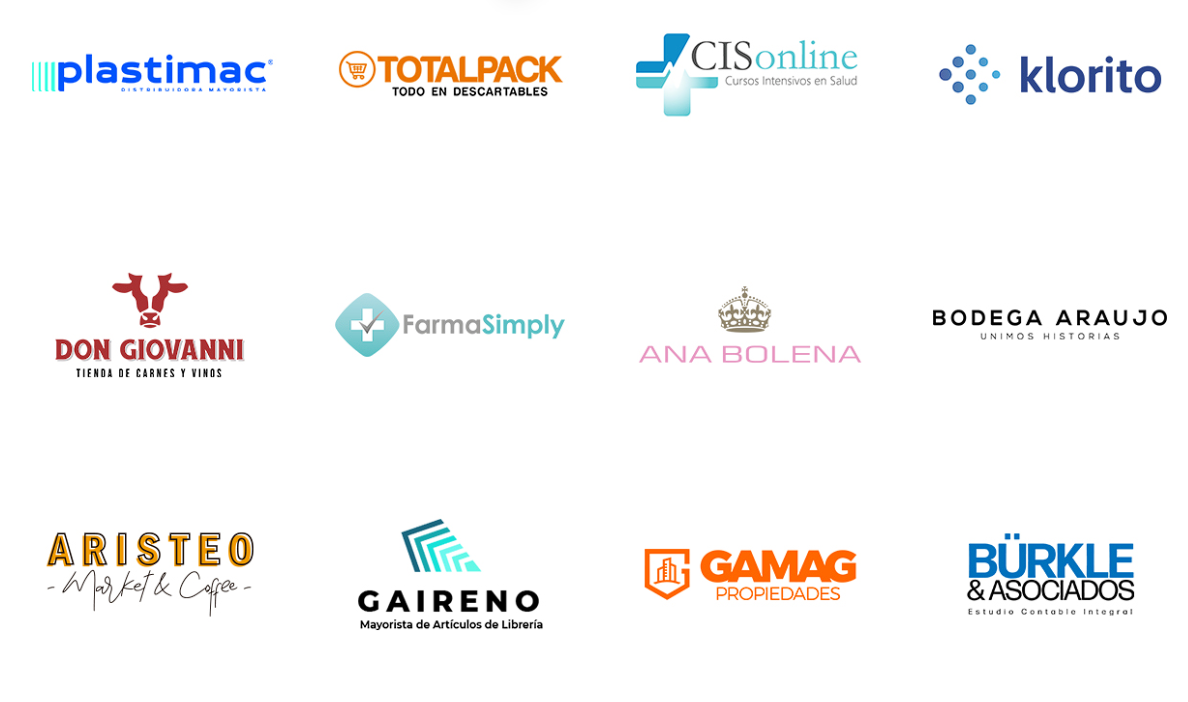 plastimac®
DISTRIBUIDORA MAYORISTA
TOTALPACK
TODO EN DESCARTABLES
CISonline
Cursos Intensivos en Salud
klorito
DON GIOVANNI
TIENDA DE CARNES Y VINOS
FarmaSimply
ANA BOLENA
BODEGA ARAUJO
UNIMOS HISTORIAS
ARISTEO
- Market & Coffee -
GAIRENO
Mayorista de Artículos de Librería
GAMAG
PROPIEDADES
BÜRKLE
& ASOCIADOS
Estudio Contable Integral